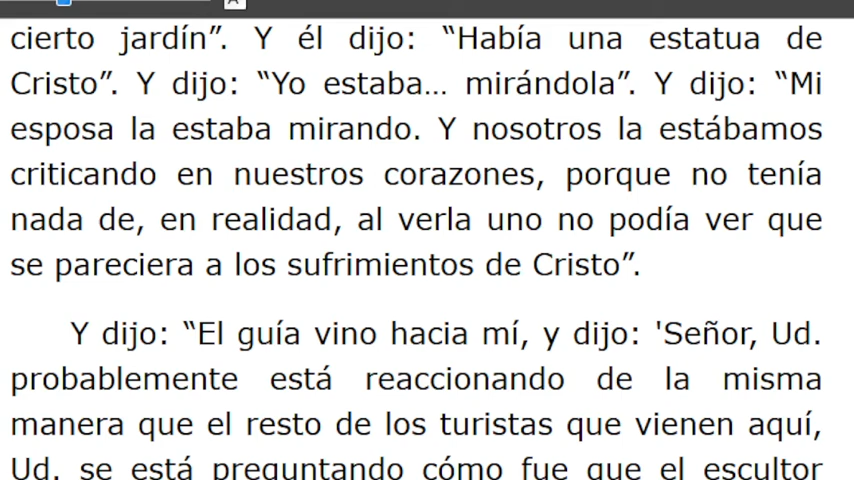 cierto jardín”. Y él dijo: “Había una estatua de
Cristo”. Y dijo: “Yo estaba… mirándola”. Y dijo: “Mi
esposa la estaba mirando. Y nosotros la estábamos
criticando en nuestros corazones, porque no tenía
nada de, en realidad, al verla uno no podía ver que
se pareciera a los sufrimientos de Cristo”.
Y dijo: “El guía vino hacia mí, y dijo: 'Señor, Ud.
probablemente está reaccionando de la misma
manera que el resto de los turistas que vienen aquí,
Ud. se está preguntando cómo fue que el escultor